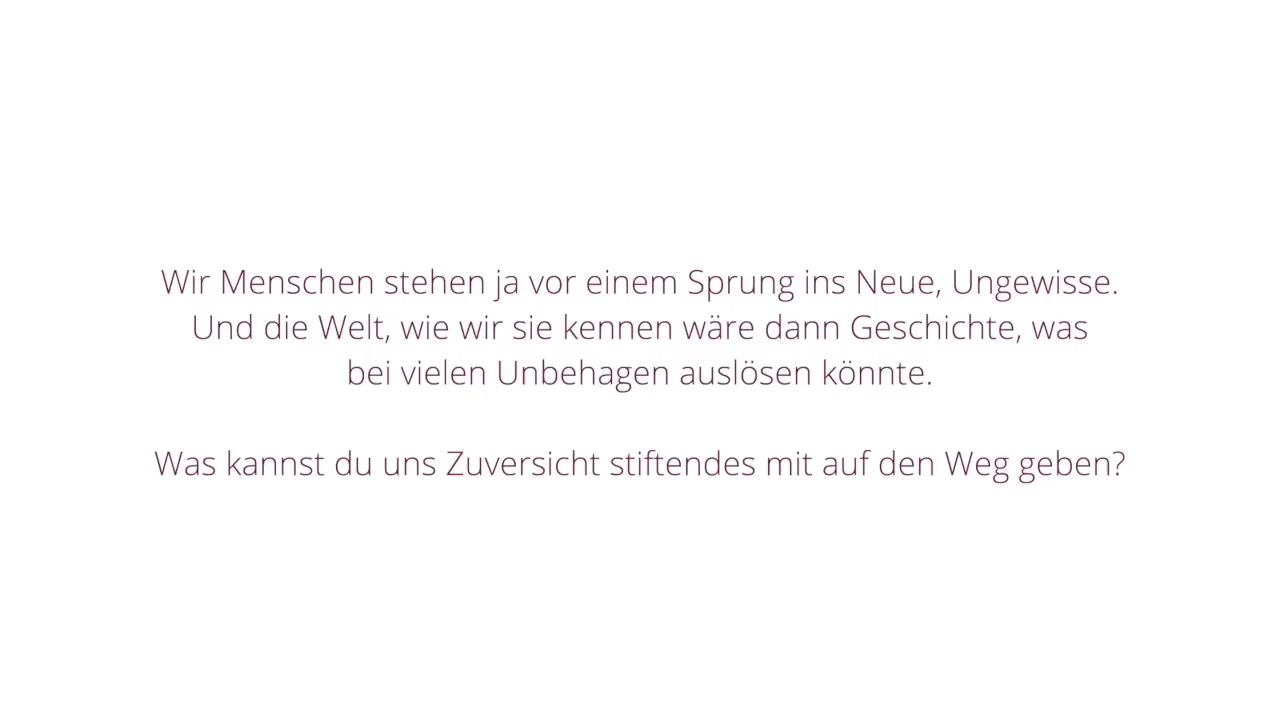 Wir Menschen stehen ja vor einem Sprung ins Neue, Ungewisse.
Und die Welt, wie wir sie kennen wäre dann Geschichte, was
bei vielen Unbehagen auslösen könnte.
Was kannst du uns Zuversicht stiftendes mit auf den Weg geben?